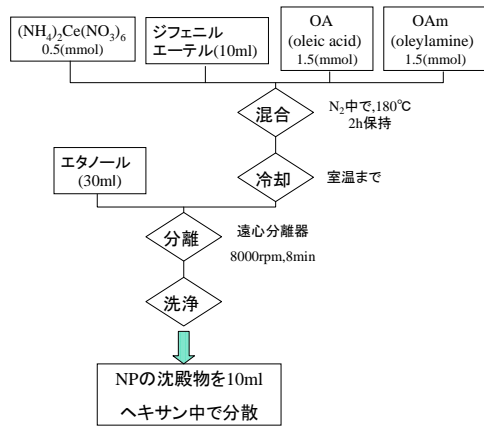 (NH4)2Ce(NO3)6
0.5(mmol)
ジフェニル
エーテル(10ml)
OA
(oleic acid)
1.5(mmol)
OAm
(oleylamine)
1.5(mmol)
混合
N2中で,180℃
2h保持
エタノール
(30ml)
冷却
室温まで
分離
遠心分離器
8000rpm,8min
洗浄
NPの沈殿物を10ml
ヘキサン中で分散